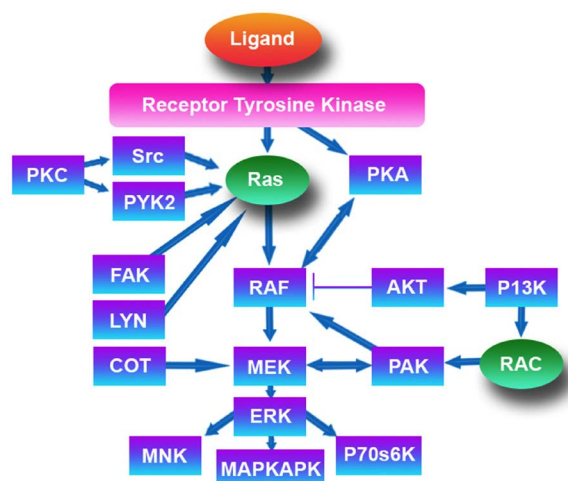 Ligand
Receptor Tyrosine Kinase
PKC
Src
PYK2
Ras
PKA
FAK
LYN
RAF
AKT
P13K
COT
MEK
PAK
RAC
ERK
MNK
MAPKAPK
P70s6K